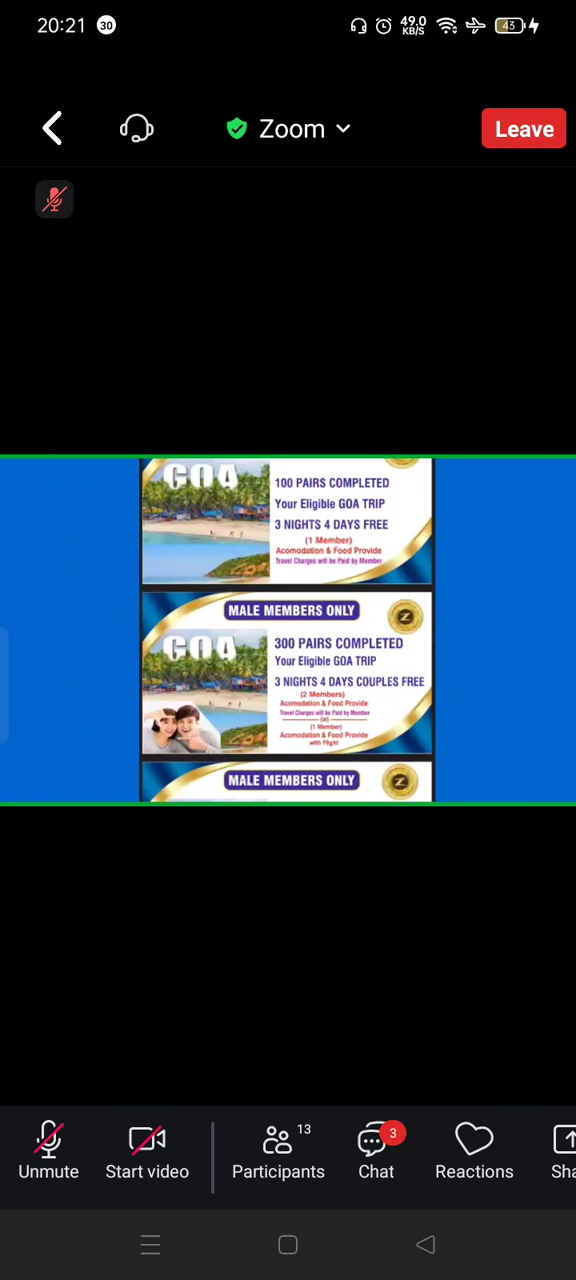 20:21 30 49.0 KB/S 43
Zoom
Leave
GOA
100 PAIRS COMPLETED
Your Eligible GOA TRIP
3 NIGHTS 4 DAYS FREE
(1 Member)
Acomodation & Food Provide
Travel Charges will be Paid by Member
MALE MEMBERS ONLY
Z
GOA
300 PAIRS COMPLETED
Your Eligible GOA TRIP
3 NIGHTS 4 DAYS COUPLES FREE
(2 Members)
Acomodation & Food Provide
Travel Charges will be Paid by Member
(or)
(1 Member)
Acomodation & Food Provide
with Flight
MALE MEMBERS ONLY
Z
13
3
Unmute
Start video
Participants
Chat
Reactions
Sha